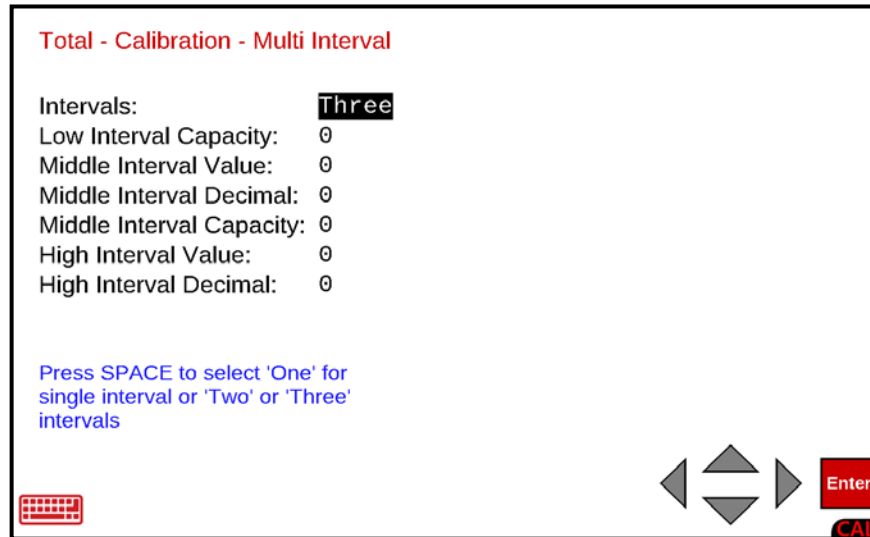 Total - Calibration - Multi Interval
Intervals: Three
Low Interval Capacity: 0
Middle Interval Value: 0
Middle Interval Decimal: 0
Middle Interval Capacity: 0
High Interval Value: 0
High Interval Decimal: 0
Press SPACE to select 'One' for
single interval or 'Two' or 'Three'
intervals
Enter